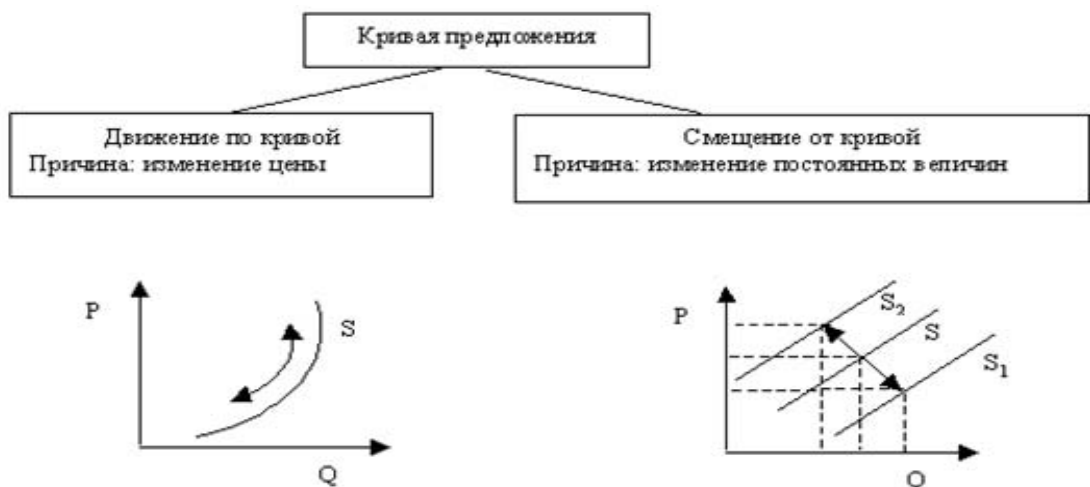 Кривая предложения
Движение по кривой
Причина: изменение цены
Смещение от кривой
Причина: изменение постоянных величин
P
S
Q
P
S2
S
S1
Q